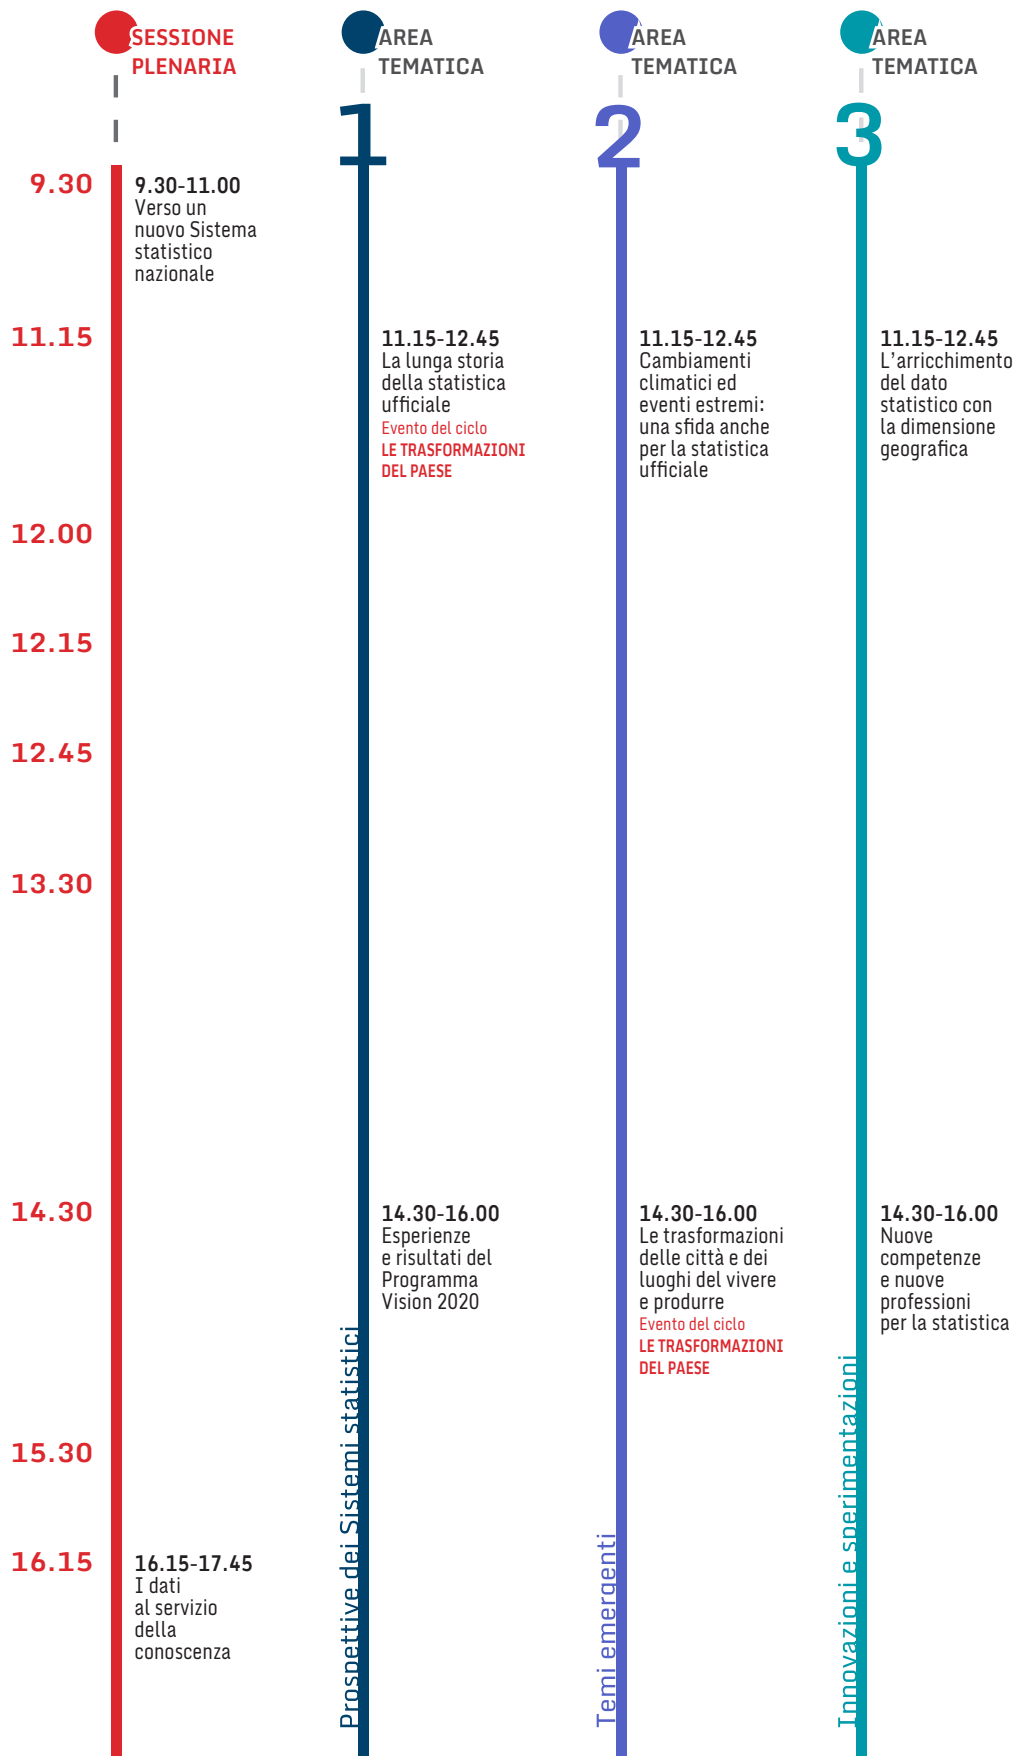 SESSIONE
PLENARIA
AREA
TEMATICA
1
AREA
TEMATICA
2
AREA
TEMATICA
3
9.30
9.30-11.00
Verso un
nuovo Sistema
statistico
nazionale
11.15
11.15-12.45
La lunga storia
della statistica
ufficiale
Evento del ciclo
LE TRASFORMAZIONI
DEL PAESE
11.15-12.45
Cambiamenti
climatici ed
eventi estremi:
una sfida anche
per la statistica
ufficiale
11.15-12.45
L'arricchimento
del dato
statistico con
la dimensione
geografica
12.00
12.15
12.45
13.30
14.30
14.30-16.00
Esperienze
e risultati del
Programma
Vision 2020
14.30-16.00
Le trasformazioni
delle città e dei
luoghi del vivere
e produrre
Evento del ciclo
LE TRASFORMAZIONI
DEL PAESE
14.30-16.00
Nuove
competenze
e nuove
professioni
per la statistica
15.30
16.15
16.15-17.45
I dati
al servizio
della
conoscenza
Prospettive dei Sistemi statistici
Temi emergenti
Innovazioni e sperimentazioni